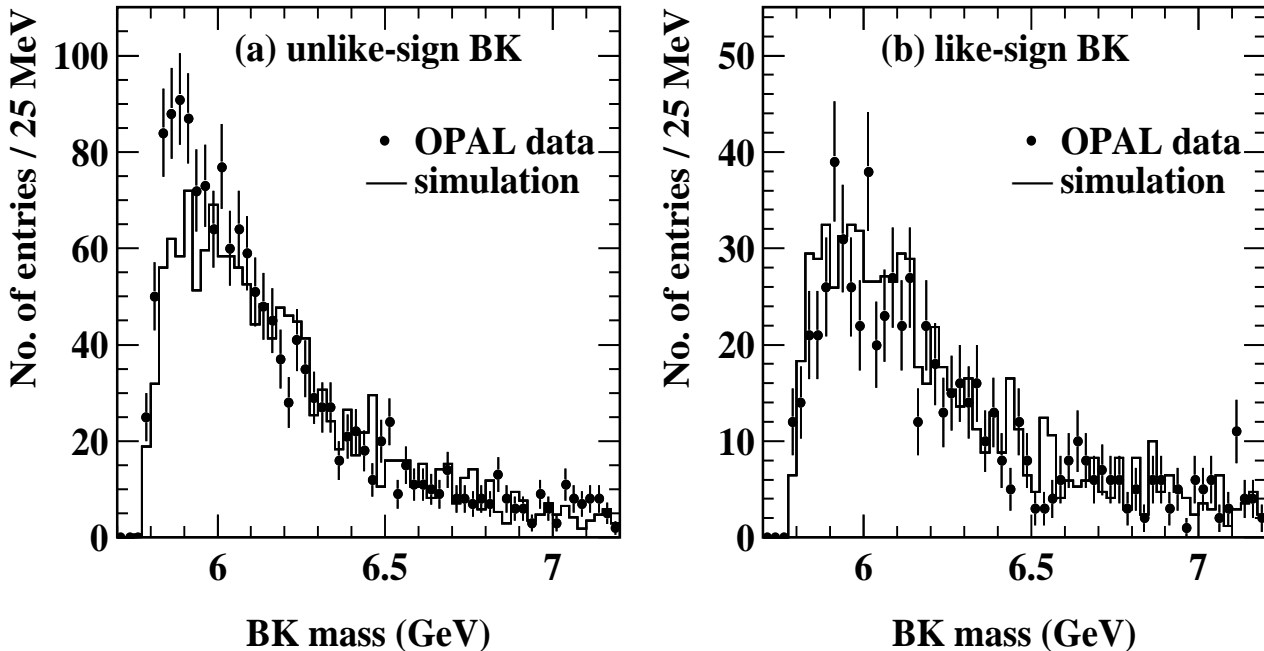 No. of entries / 25 MeV
(a) unlike-sign BK
OPAL data
simulation
100
80
60
40
20
0
6
6.5
7
BK mass (GeV)
No. of entries / 25 MeV
(b) like-sign BK
OPAL data
simulation
50
40
30
20
10
0
6
6.5
7
BK mass (GeV)